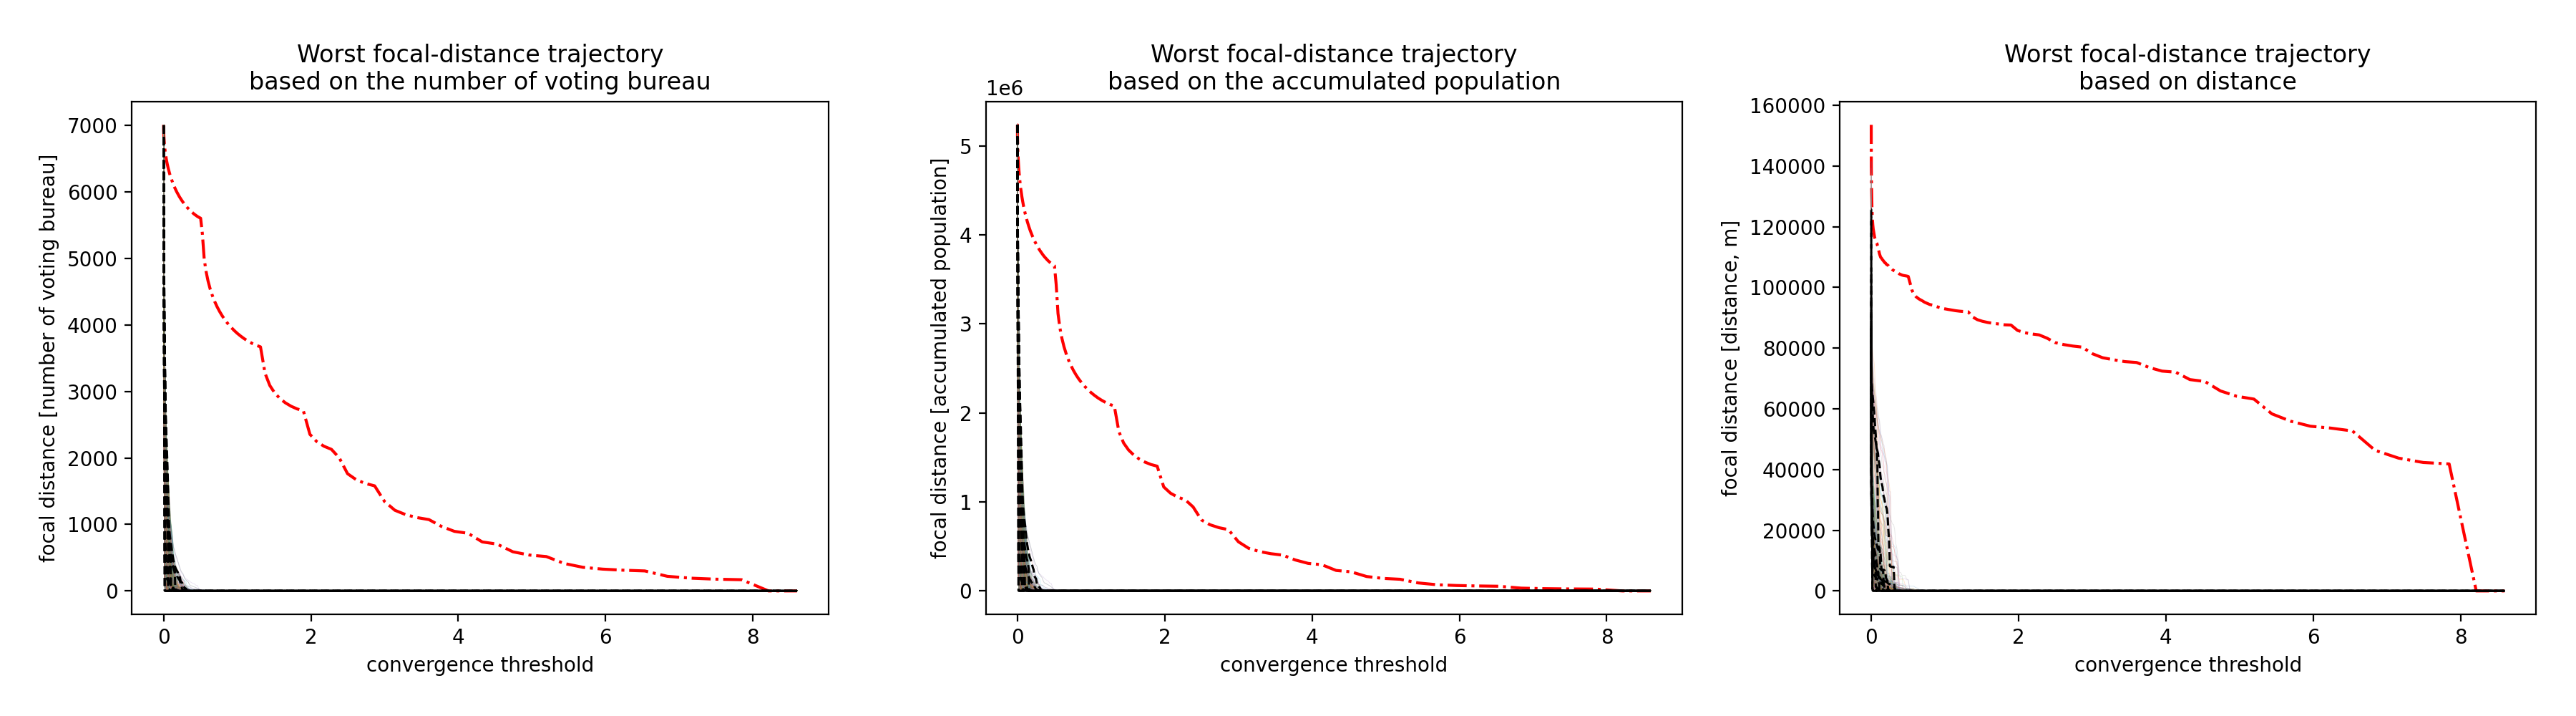 Worst focal-distance trajectory
based on the number of voting bureau
focal distance [number of voting bureau]
7000
6000
5000
4000
3000
2000
1000
0
0 2 4 6 8
convergence threshold
Worst focal-distance trajectory
based on the accumulated population
1e6
focal distance [accumulated population]
5
4
3
2
1
0
0 2 4 6 8
convergence threshold
Worst focal-distance trajectory
based on distance
focal distance [distance, m]
160000
140000
120000
100000
80000
60000
40000
20000
0
0 2 4 6 8
convergence threshold